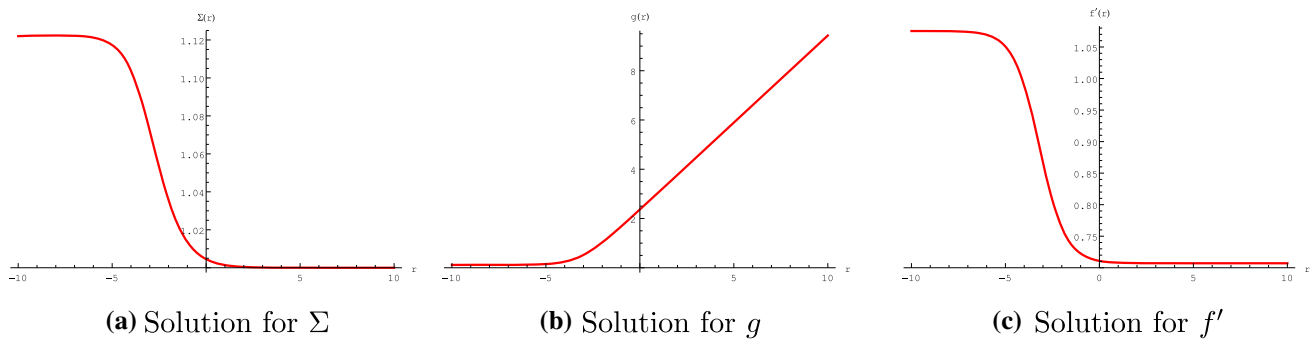 Σ(r)
1.12
1.10
1.08
1.06
1.04
1.02
-10 -5 5 10 r
g(r)
8
6
4
2
-10 -5 5 10 r
f′(r)
1.05
1.00
0.95
0.90
0.85
0.80
0.75
-10 -5 0 5 10 r
(a) Solution for Σ
(b) Solution for g
(c) Solution for f′